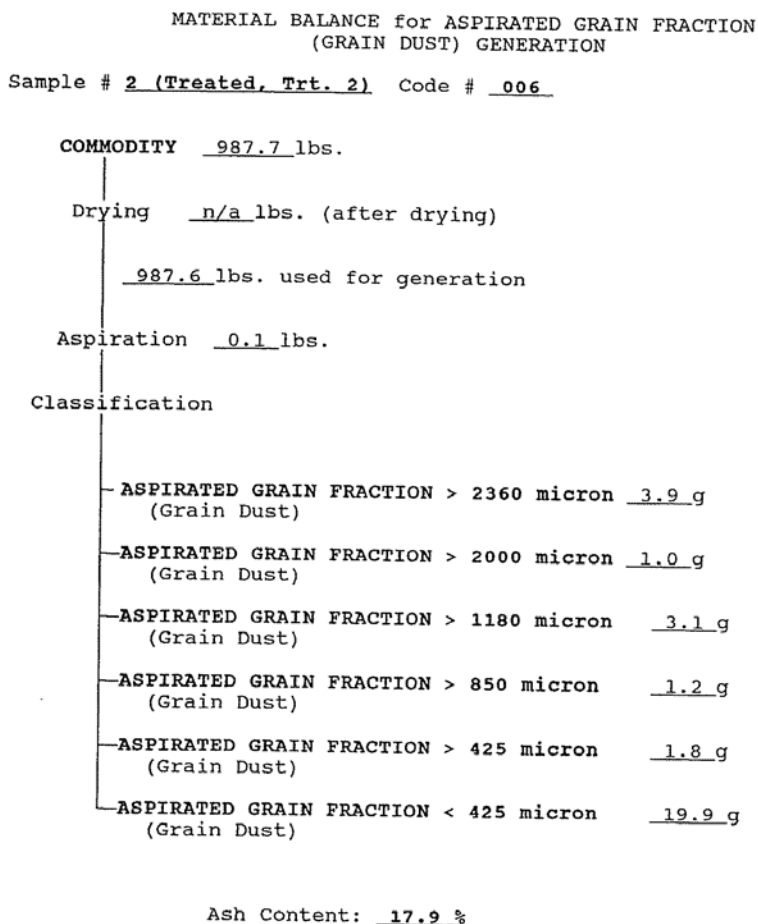 MATERIAL BALANCE for ASPIRATED GRAIN FRACTION
(GRAIN DUST) GENERATION
Sample # 2 (Treated, Trt. 2) Code # 006
COMMODITY 987.7 lbs.
Drying n/a lbs. (after drying)
987.6 lbs. used for generation
Aspiration 0.1 lbs.
Classification
ASPIRATED GRAIN FRACTION > 2360 micron 3.9 g
(Grain Dust)
ASPIRATED GRAIN FRACTION > 2000 micron 1.0 g
(Grain Dust)
ASPIRATED GRAIN FRACTION > 1180 micron 3.1 g
(Grain Dust)
ASPIRATED GRAIN FRACTION > 850 micron 1.2 g
(Grain Dust)
ASPIRATED GRAIN FRACTION > 425 micron 1.8 g
(Grain Dust)
ASPIRATED GRAIN FRACTION < 425 micron 19.9 g
(Grain Dust)
Ash Content: 17.9 %